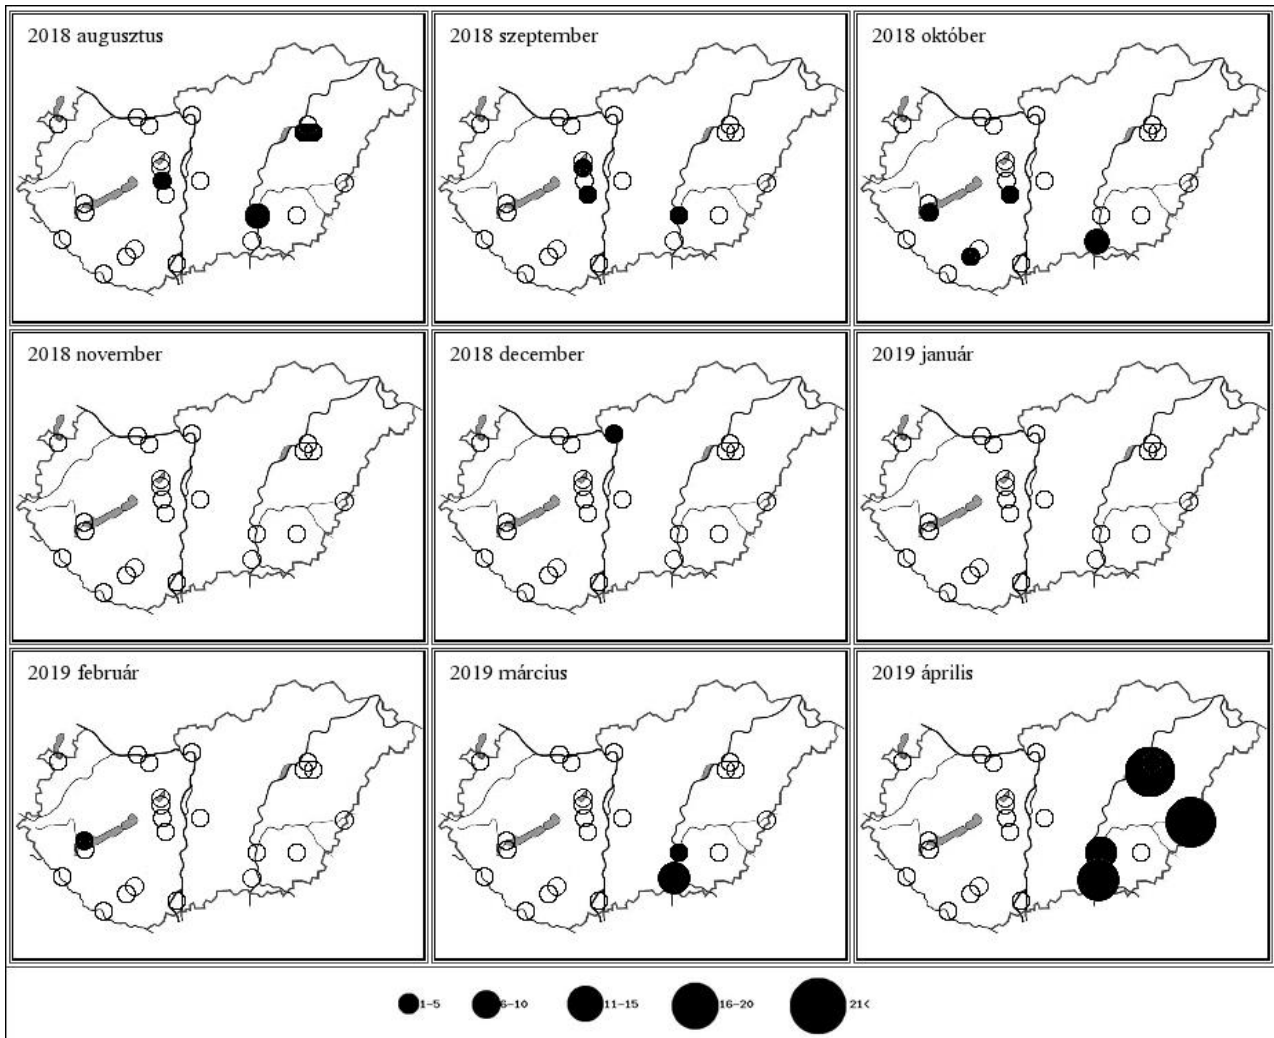 2018 augusztus
2018 szeptember
2018 október
2018 november
2018 december
2019 január
2019 február
2019 március
2019 április
1-5
6-10
11-15
16-20
21<